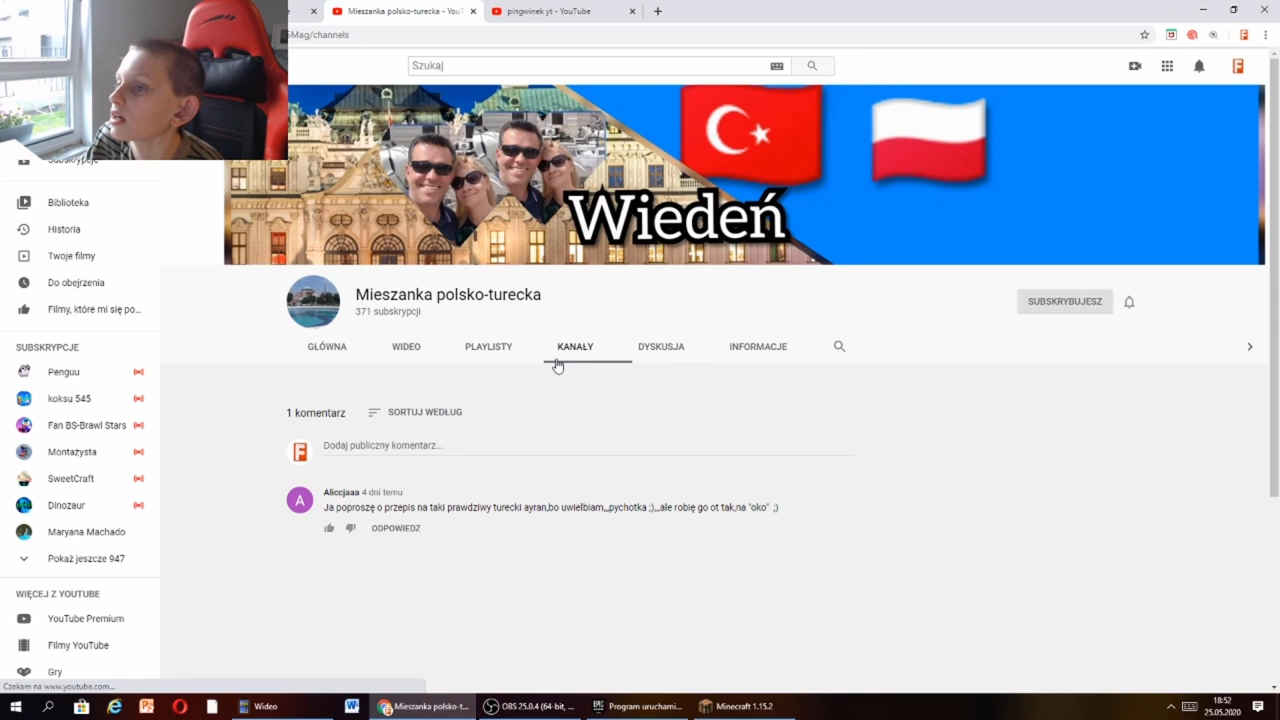 Mieszanka polsko-turecka - YouT
pingwinek yt - YouTube
Mag/channels
Szukaj
Wiedeń
Subskrypcje
Biblioteka
Historia
Twoje filmy
Do obejrzenia
Filmy, które mi się po...
SUBSKRYPCJE
Penguu
koksu 545
Fan BS-Brawl Stars
Montazysta
SweetCraft
Dinozaur
Maryana Machado
Pokaż jeszcze 947
WIĘCEJ Z YOUTUBE
YouTube Premium
Filmy YouTube
Gry
Mieszanka polsko-turecka
371 subskrypcji
SUBSKRYBUJESZ
GŁÓWNA WIDEO PLAYLISTY KANAŁY DYSKUSJA INFORMACJE
1 komentarz SORTUJ WEDŁUG
F
Dodaj publiczny komentarz...
A
Aliccjaaa 4 dni temu
Ja poproszę o przepis na taki prawdziwy turecki ayran,bo uwielbiam,,,pychotka ;),,,ale robię go ot tak,na "oko" ;)
ODPOWIEDZ
Czekam na www.youtube.com...
Wideo
Mieszanka polsko-t...
OBS 25.0.4 (64-bit, ...
Program uruchami...
Minecraft 1.15.2
18:52
25.05.2020